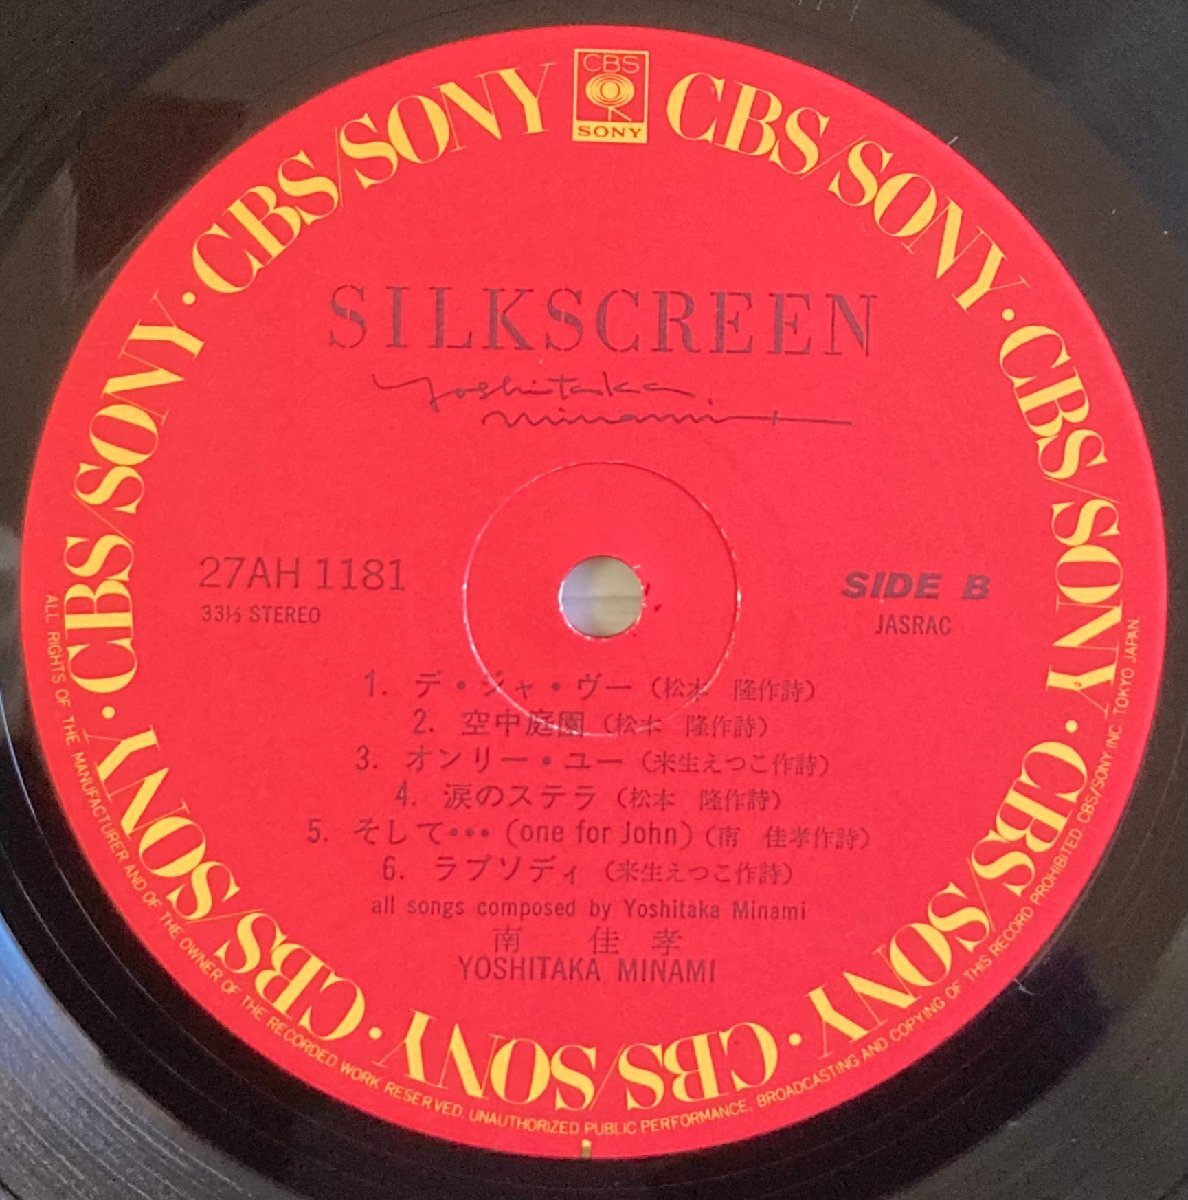 CBS
SONY
CBS/SONY · CBS/SONY · CBS/SONY · CBS/SONY · CBS/SONY · CBS/SONY · CBS/SONY · CBS/SONY
SILKSCREEN
Yoshitaka
Minami
27AH 1181
33⅓ STEREO
SIDE B
JASRAC
1. デ・ジャ・ヴー（松本 隆作詩）
2. 空中庭園（松本 隆作詩）
3. オンリー・ユー（来生えつこ作詩）
4. 涙のステラ（松本 隆作詩）
5. そして・・・（one for John）（南 佳孝作詩）
6. ラプソディ（来生えつこ作詩）
all songs composed by Yoshitaka Minami
南 佳孝
YOSHITAKA MINAMI
ALL RIGHTS OF THE MANUFACTURER AND OF THE OWNER OF THE RECORDED WORK RESERVED. UNAUTHORIZED PUBLIC PERFORMANCE, BROADCASTING AND COPYING OF THIS RECORD PROHIBITED. CBS/SONY INC. TOKYO JAPAN